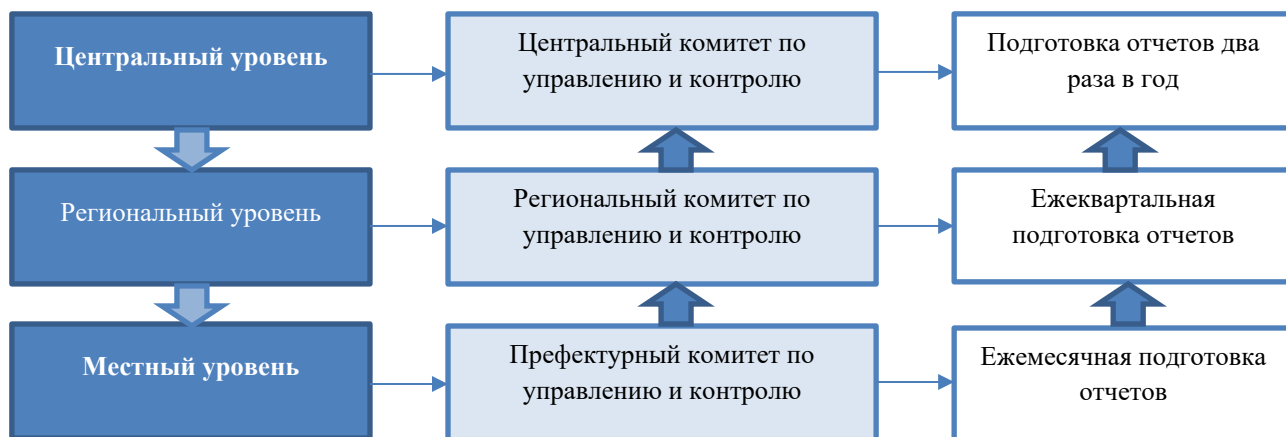 Центральный уровень
Центральный комитет по
управлению и контролю
Подготовка отчетов два
раза в год
Региональный уровень
Региональный комитет по
управлению и контролю
Ежеквартальная
подготовка отчетов
Местный уровень
Префектурный комитет по
управлению и контролю
Ежемесячная подготовка
отчетов